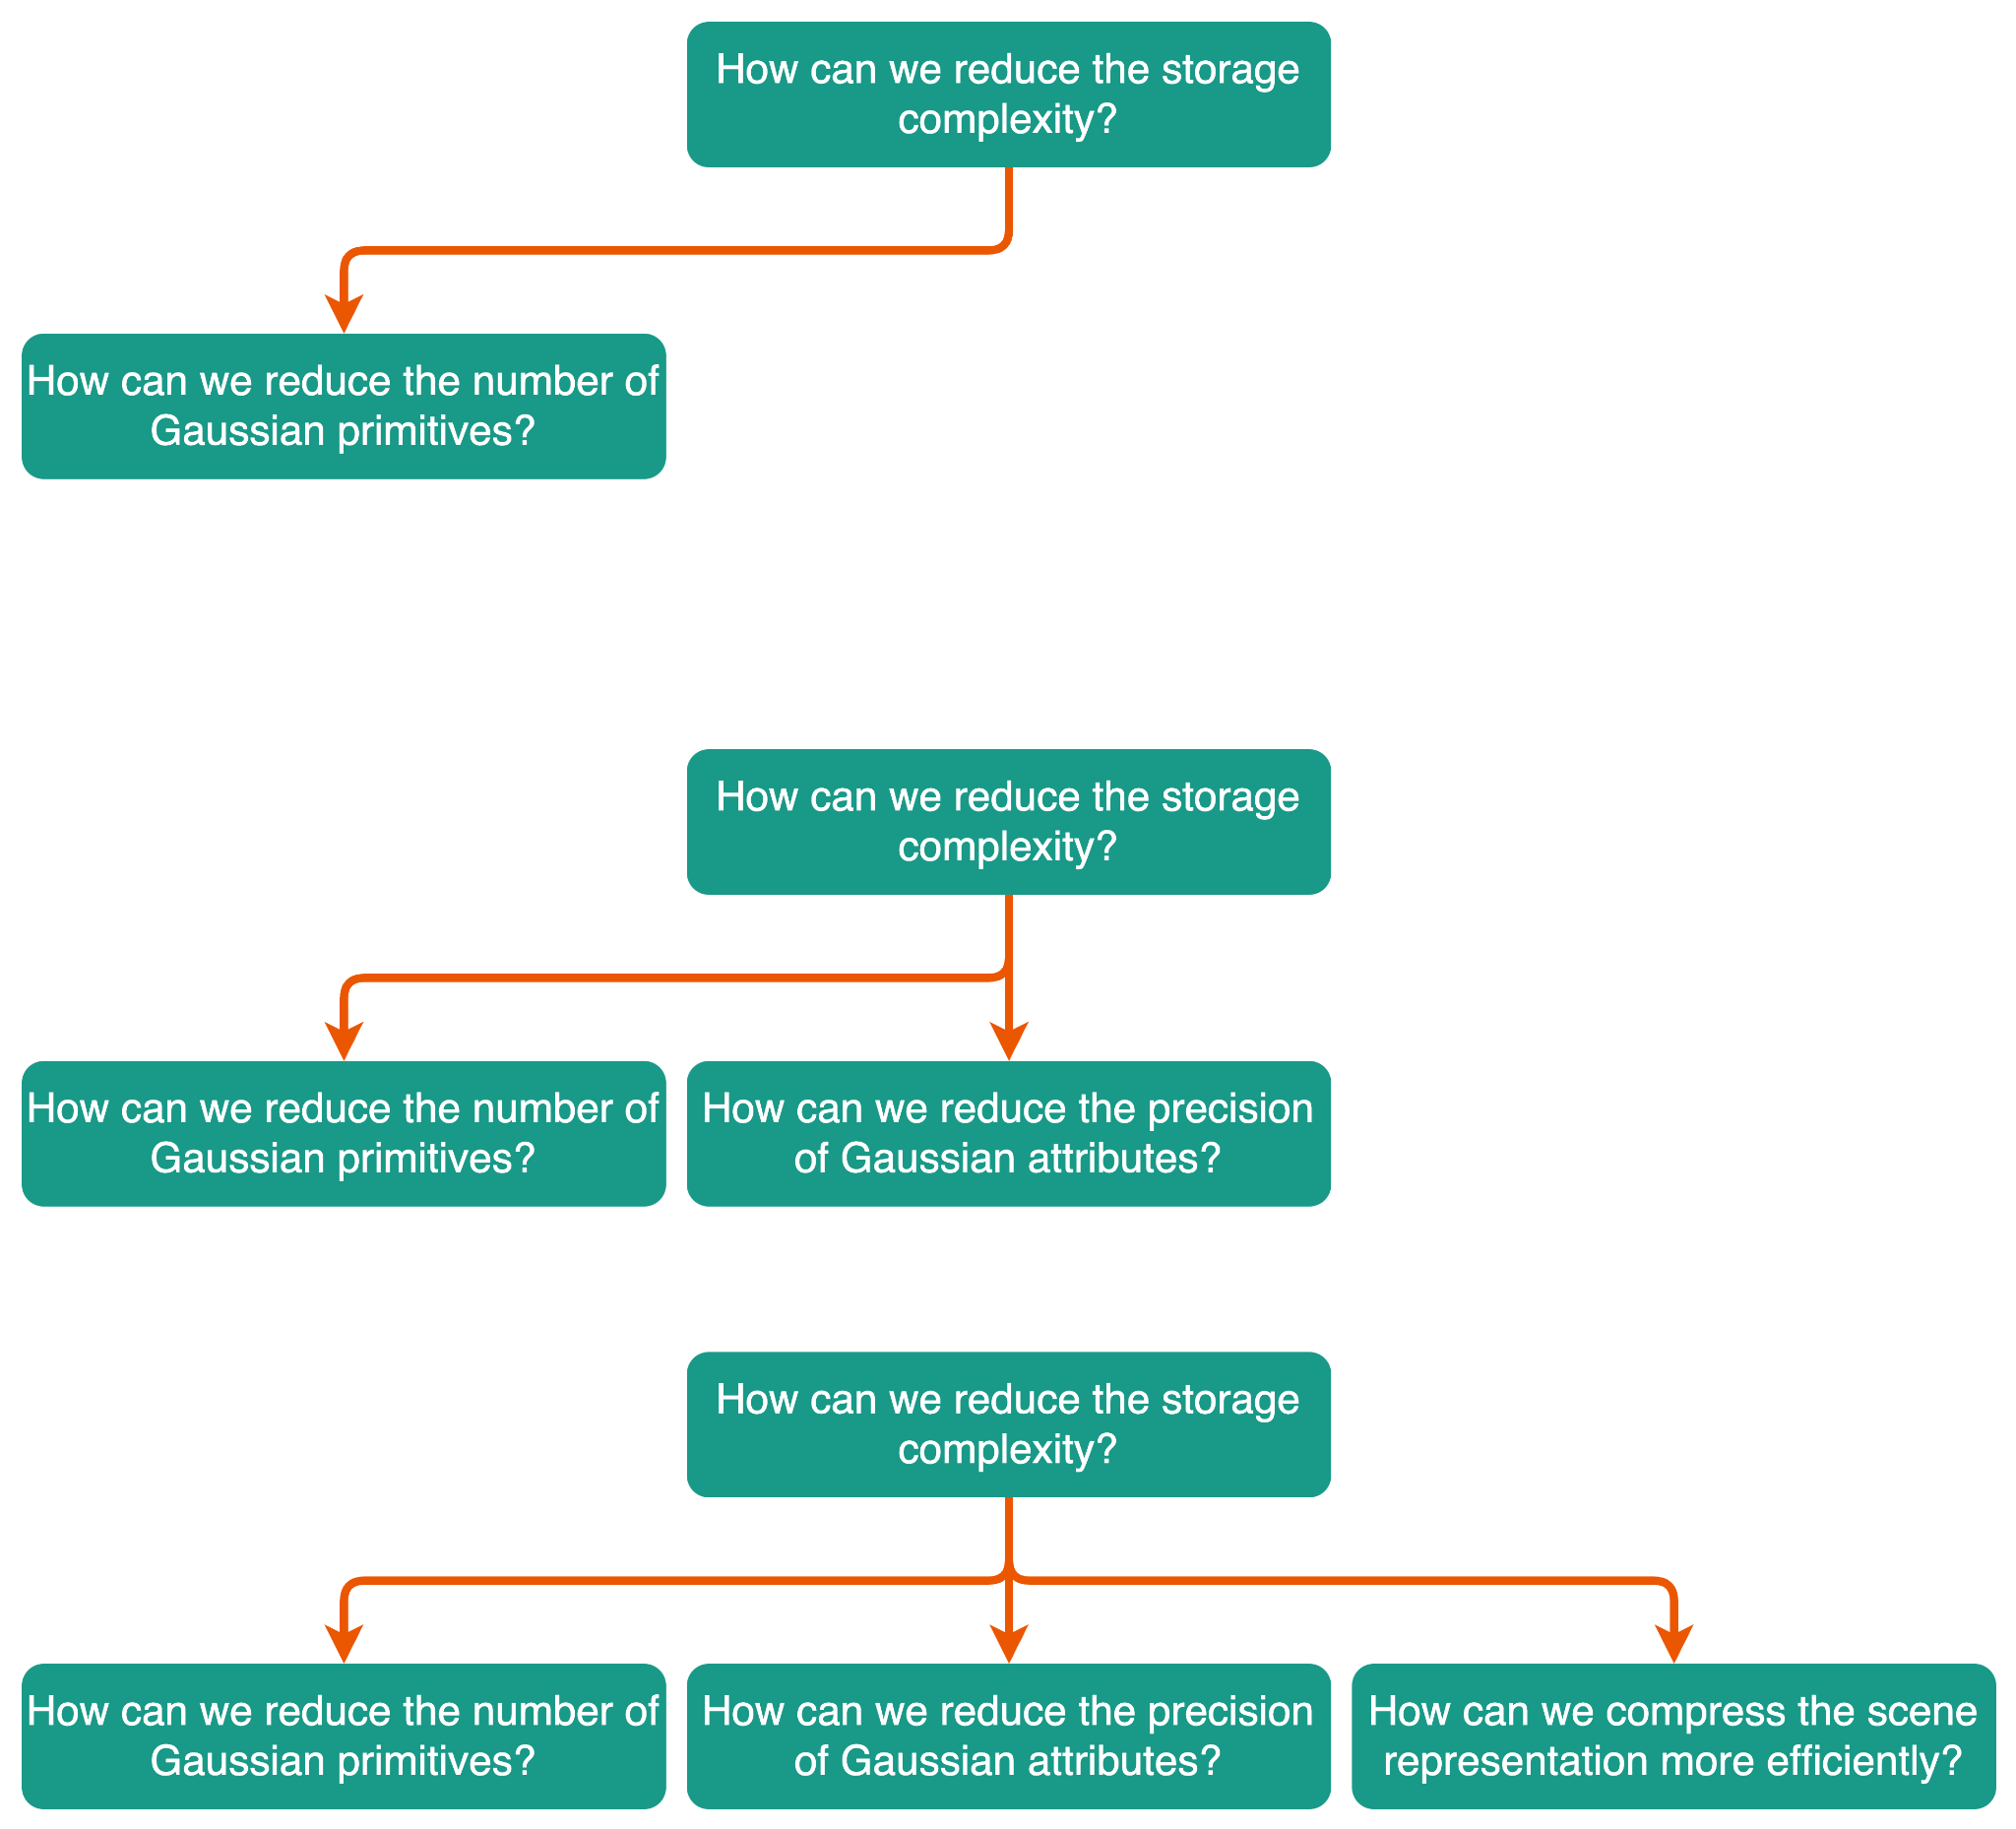 How can we reduce the storage
complexity?
How can we reduce the number of
Gaussian primitives?
How can we reduce the storage
complexity?
How can we reduce the number of
Gaussian primitives?
How can we reduce the precision
of Gaussian attributes?
How can we reduce the storage
complexity?
How can we reduce the number of
Gaussian primitives?
How can we reduce the precision
of Gaussian attributes?
How can we compress the scene
representation more efficiently?